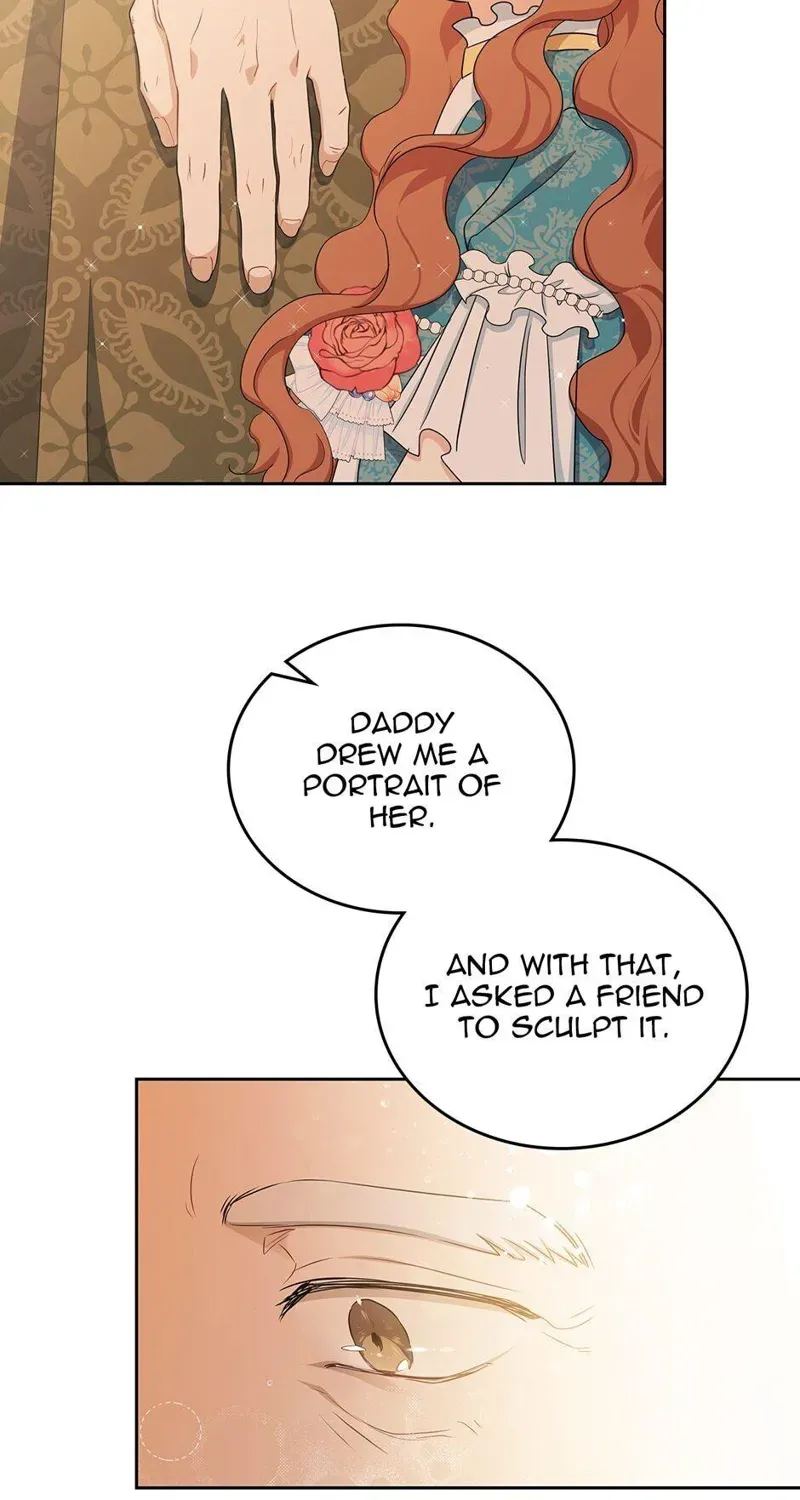 DADDY
DREW ME A
PORTRAIT OF
HER.
AND WITH THAT,
I ASKED A FRIEND
TO SCULPT IT.